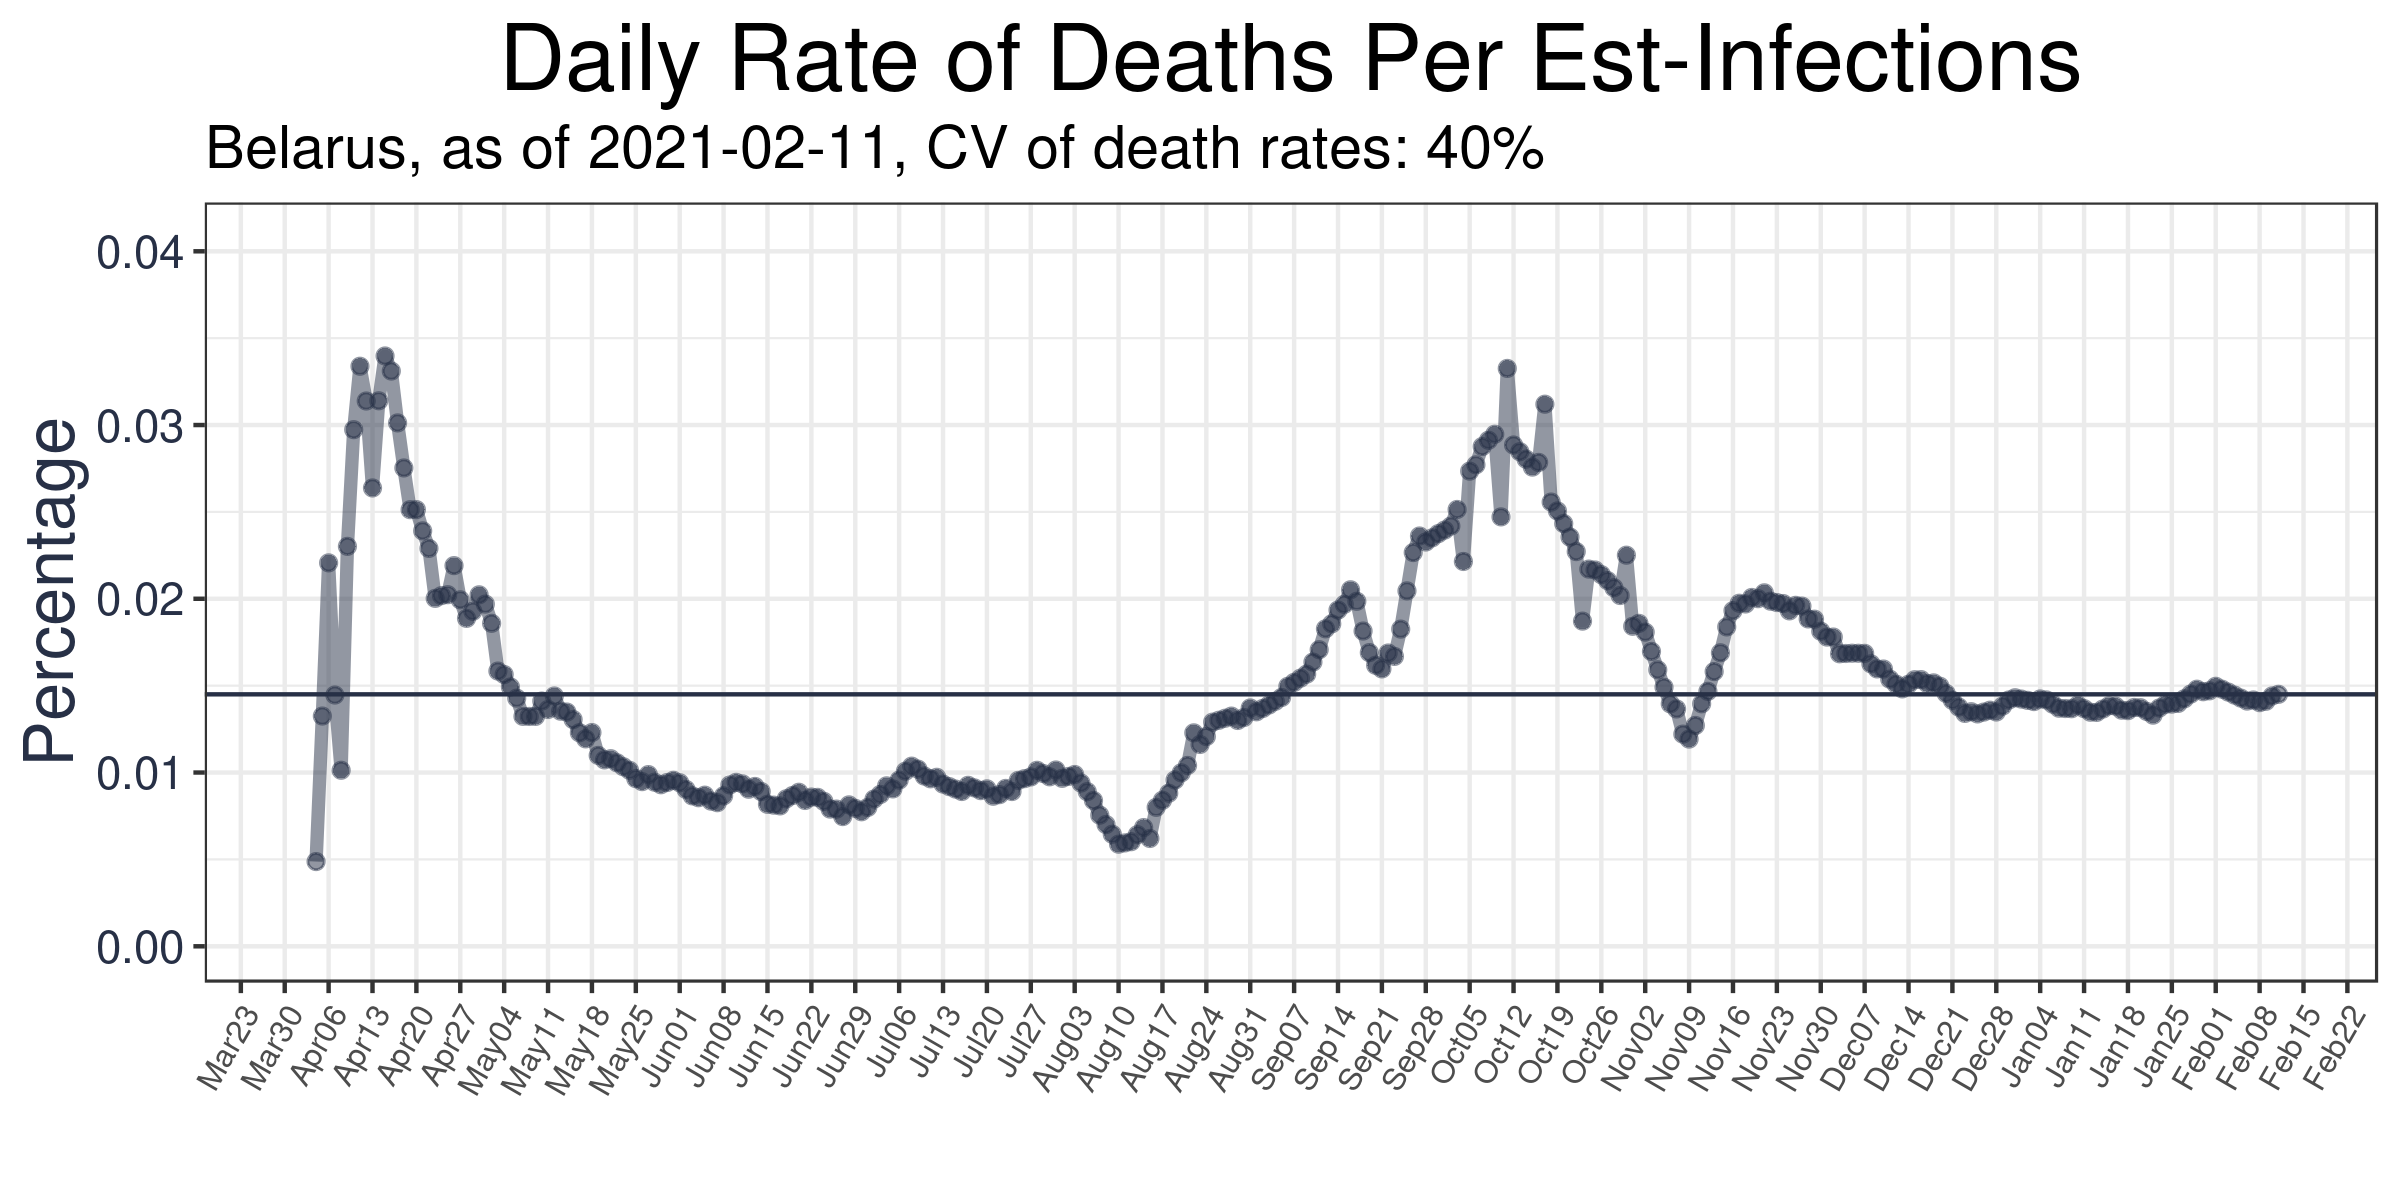 Daily Rate of Deaths Per Est-Infections
Belarus, as of 2021-02-11, CV of death rates: 40%
Percentage
0.04
0.03
0.02
0.01
0.00
Mar23
Mar30
Apr06
Apr13
Apr20
Apr27
May04
May11
May18
May25
Jun01
Jun08
Jun15
Jun22
Jun29
Jul06
Jul13
Jul20
Jul27
Aug03
Aug10
Aug17
Aug24
Aug31
Sep07
Sep14
Sep21
Sep28
Oct05
Oct12
Oct19
Oct26
Nov02
Nov09
Nov16
Nov23
Nov30
Dec07
Dec14
Dec21
Dec28
Jan04
Jan11
Jan18
Jan25
Feb01
Feb08
Feb15
Feb22